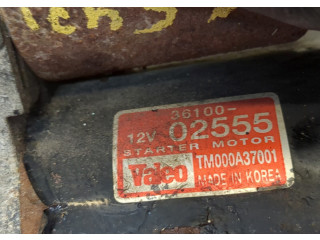 36100-
12V 02555
STARTER MOTOR
Valeo TM000A37001
MADE IN KOREA